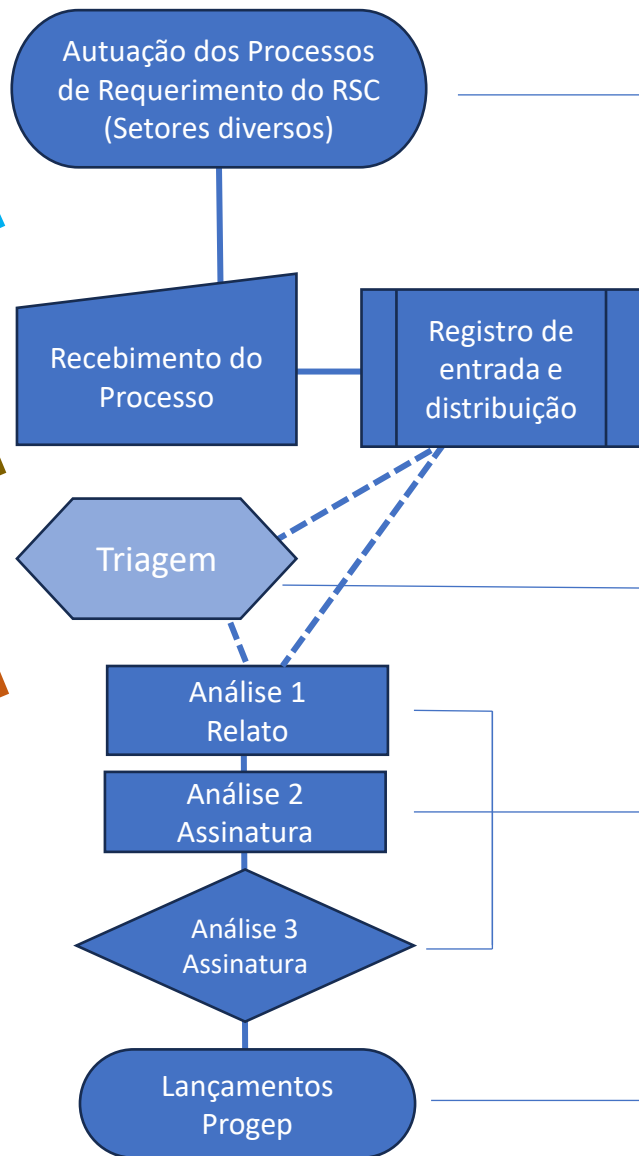 Autuação dos Processos
de Requerimento do RSC
(Setores diversos)
Recebimento do
Processo
Registro de
entrada e
distribuição
Triagem
Análise 1
Relato
Análise 2
Assinatura
Análise 3
Assinatura
Lançamentos
Progep